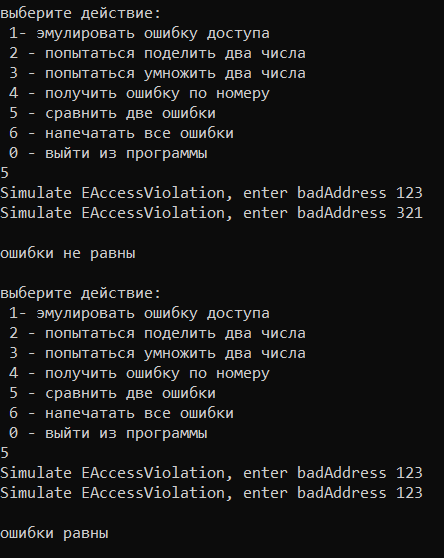 выберите действие:
1- эмулировать ошибку доступа
2 - попытаться поделить два числа
3 - попытаться умножить два числа
4 - получить ошибку по номеру
5 - сравнить две ошибки
6 - напечатать все ошибки
0 - выйти из программы
5
Simulate EAccessViolation, enter badAddress 123
Simulate EAccessViolation, enter badAddress 321
ошибки не равны
выберите действие:
1- эмулировать ошибку доступа
2 - попытаться поделить два числа
3 - попытаться умножить два числа
4 - получить ошибку по номеру
5 - сравнить две ошибки
6 - напечатать все ошибки
0 - выйти из программы
5
Simulate EAccessViolation, enter badAddress 123
Simulate EAccessViolation, enter badAddress 123
ошибки равны